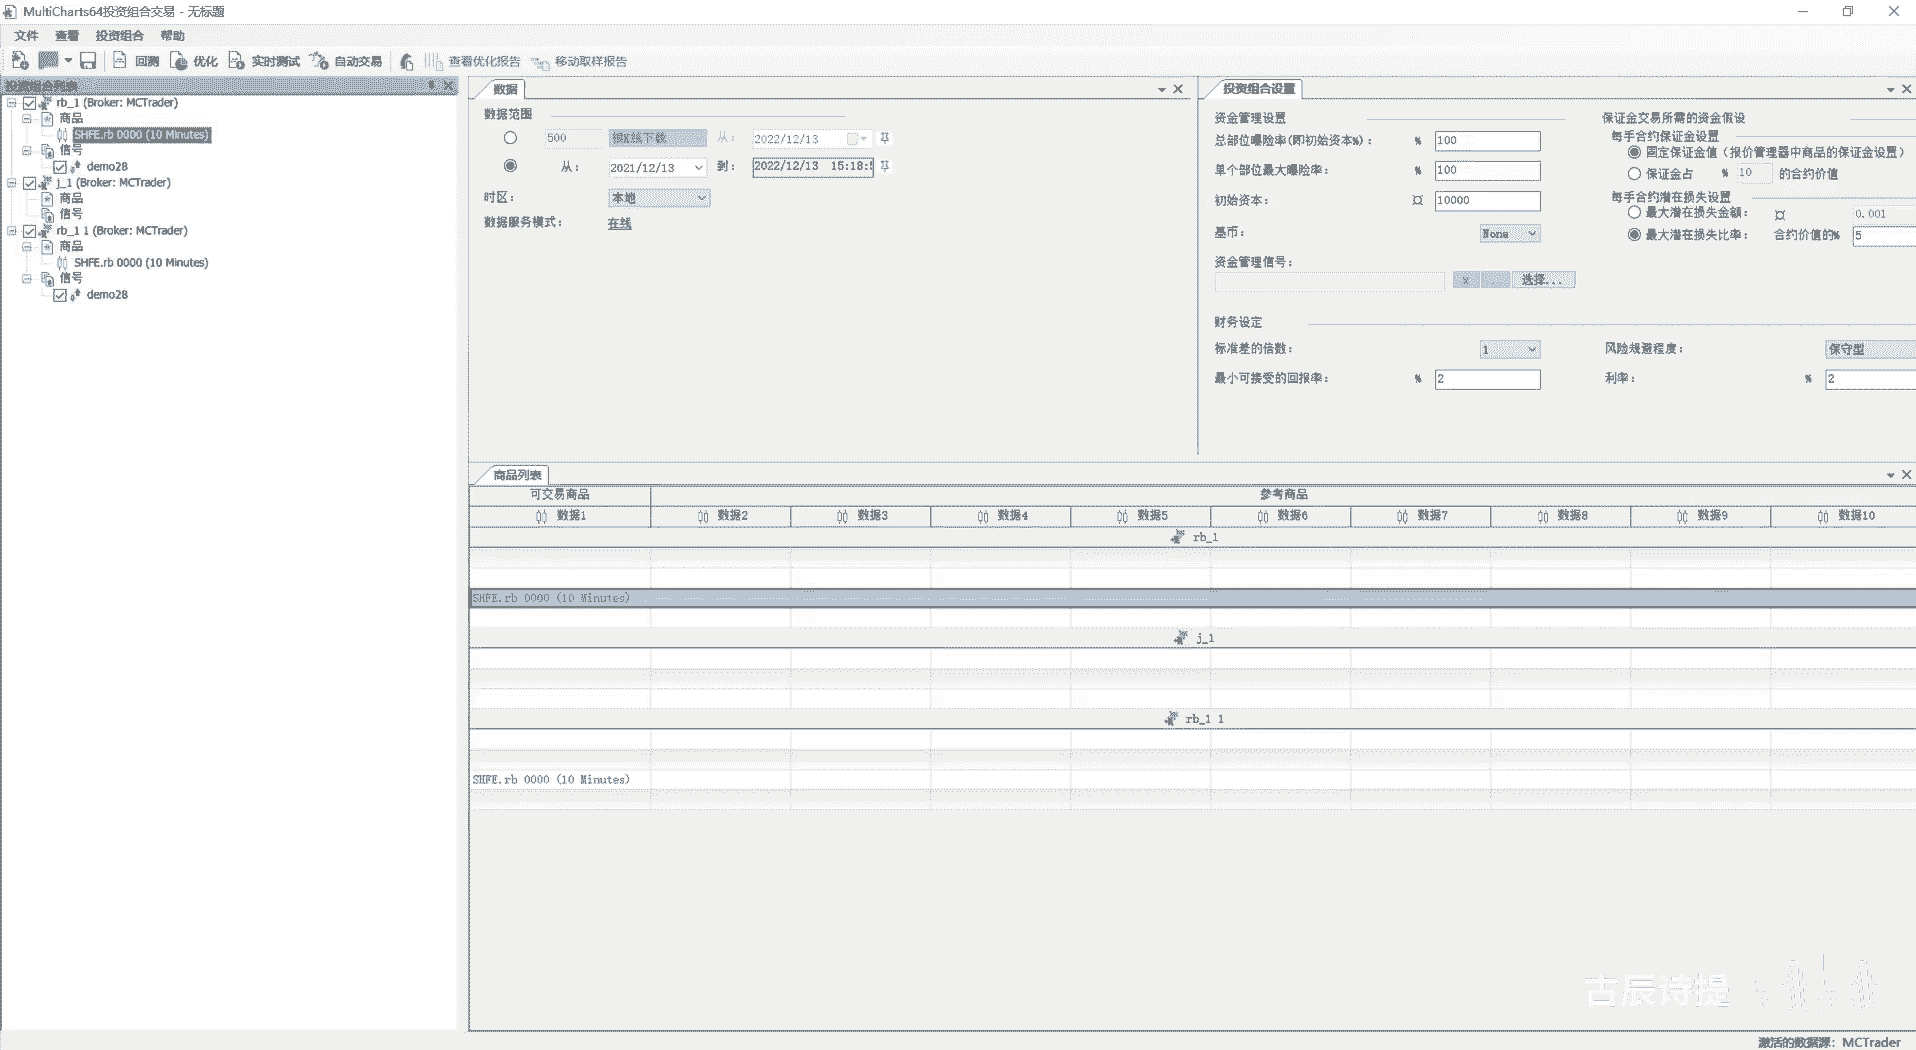 MultiCharts64投资组合交易 - 无标题
文件 查看 投资组合 帮助
回测 优化 实时测试 自动交易 查看优化报告 移动取样报告
投资组合列表
rb_1 (Broker: MCTrader)
商品
SHFE.rb 0000 (10 Minutes)
信号
demo28
j_1 (Broker: MCTrader)
商品
信号
rb_1 1 (Broker: MCTrader)
商品
SHFE.rb 0000 (10 Minutes)
信号
demo28
数据
数据范围
500 根K线下载 从: 2022/12/13
从: 2021/12/13 到: 2022/12/13 15:18:5
时区: 本地
数据服务模式: 在线
投资组合设置
资金管理设置
总部位曝险率(即初始资本%): % 100
单个部位最大曝险率: % 100
初始资本: ¤ 10000
基币: None
资金管理信号:
x 选择...
保证金交易所需的资金假设
每手合约保证金设置
固定保证金值(报价管理器中商品的保证金设置)
保证金占 % 10 的合约价值
每手合约潜在损失设置
最大潜在损失金额: ¤ 0.001
最大潜在损失比率: 合约价值的% 5
财务设定
标准差的倍数: 1 风险规避程度: 保守型
最小可接受的回报率: % 2 利率: % 2
商品列表
可交易商品 参考商品
数据1 数据2 数据3 数据4 数据5 数据6 数据7 数据8 数据9 数据10
rb_1
SHFE.rb 0000 (10 Minutes)
j_1
rb_1 1
SHFE.rb 0000 (10 Minutes)
古辰诗提
激活的数据源: MCTrader